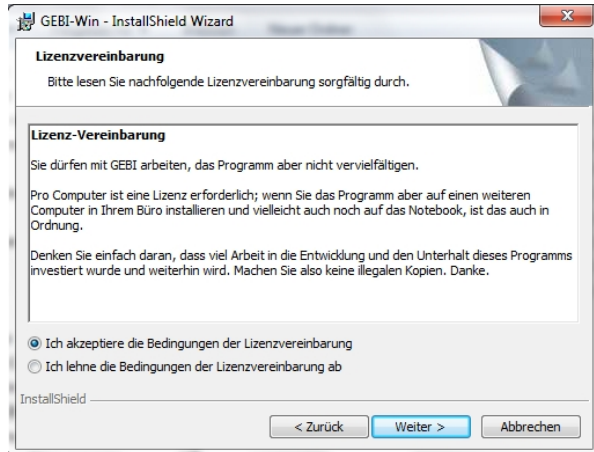 GEBI-Win - InstallShield Wizard
Lizenzvereinbarung
Bitte lesen Sie nachfolgende Lizenzvereinbarung sorgfältig durch.
Lizenz-Vereinbarung
Sie dürfen mit GEBI arbeiten, das Programm aber nicht vervielfältigen.
Pro Computer ist eine Lizenz erforderlich; wenn Sie das Programm aber auf einen weiteren
Computer in Ihrem Büro installieren und vielleicht auch noch auf das Notebook, ist das auch in
Ordnung.
Denken Sie einfach daran, dass viel Arbeit in die Entwicklung und den Unterhalt dieses Programms
investiert wurde und weiterhin wird. Machen Sie also keine illegalen Kopien. Danke.
Ich akzeptiere die Bedingungen der Lizenzvereinbarung
Ich lehne die Bedingungen der Lizenzvereinbarung ab
InstallShield
< Zurück Weiter > Abbrechen